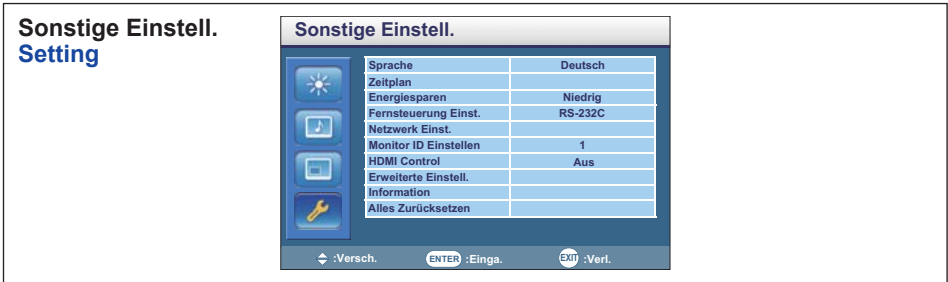 Sonstige Einstell.
Setting
Sonstige Einstell.
Sprache Deutsch
Zeitplan
Energiesparen Niedrig
Fernsteuerung Einst. RS-232C
Netzwerk Einst.
Monitor ID Einstellen 1
HDMI Control Aus
Erweiterte Einstell.
Information
Alles Zurücksetzen
:Versch. ENTER :Einga. EXIT :Verl.